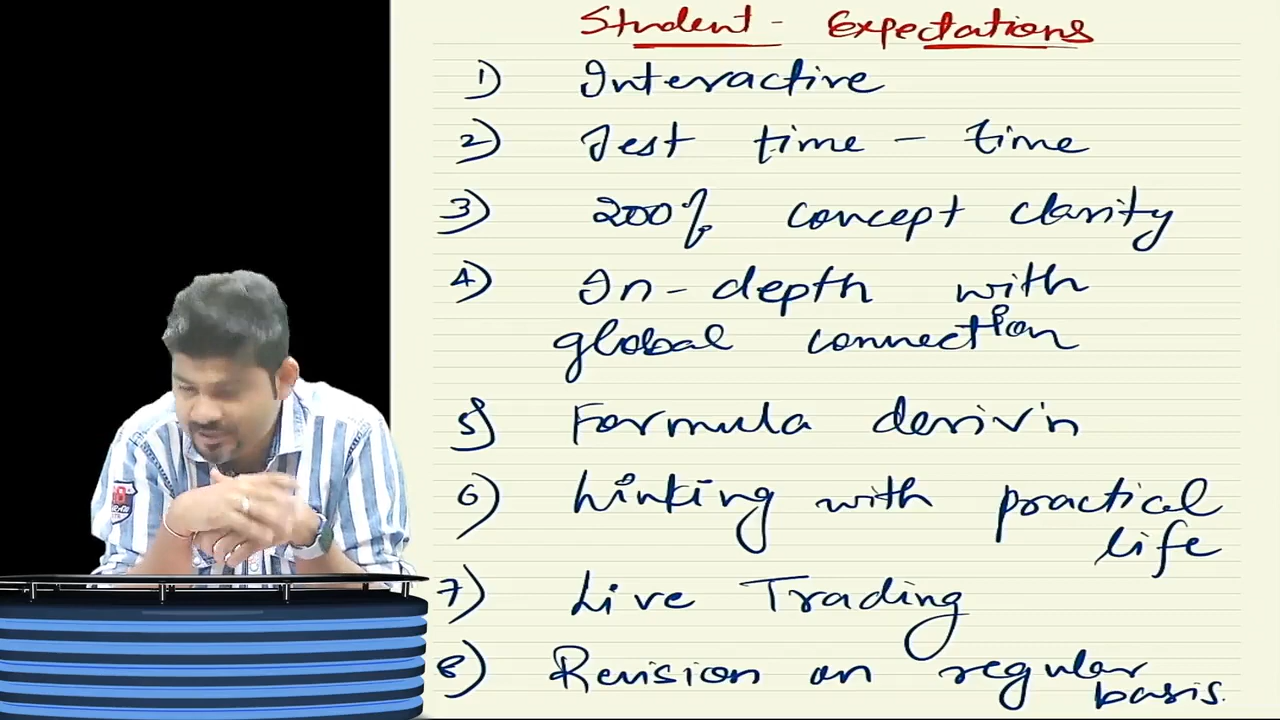 Student - Expectations
1) Interactive
2) Test time - time
3) 200% concept clarity
4) In-depth with
global connection
5) Formula deriv'n
6) Linking with practical
life
7) Live Trading
8) Revision on regular
basis.